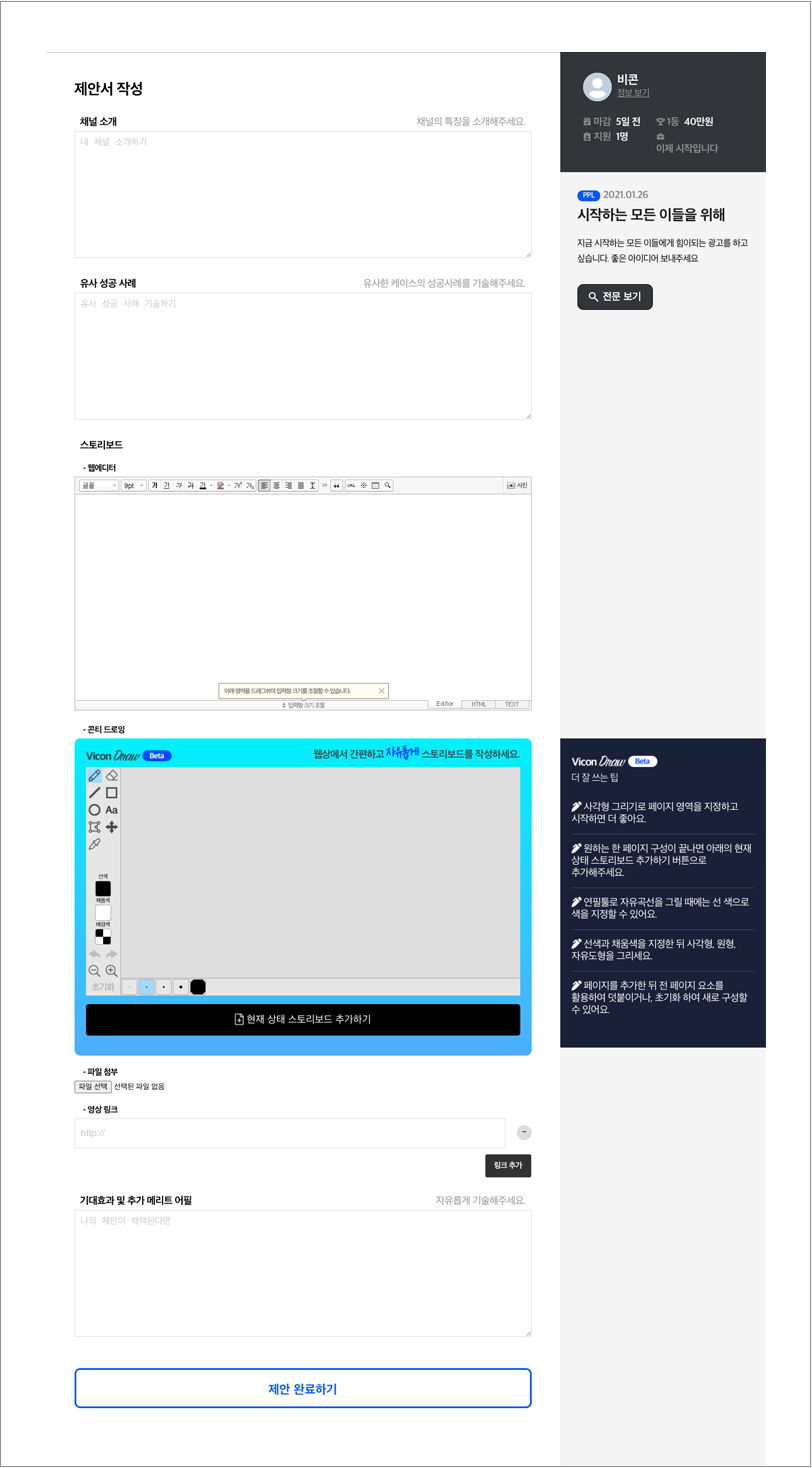 제안서 작성
채널 소개
채널의 특징을 소개해주세요.
내 채널 소개하기
유사 성공 사례
유사한 케이스의 성공사례를 기술해주세요.
유사 성공 사례 기술하기
스토리보드
- 웹에디터
글꼴
9pt
가 가 가 가 가 가² 가₂
URL
사진
아래 영역을 드래그하여 입력창 크기를 조절할 수 있습니다.
입력창 크기 조절
Editor
HTML
TEXT
- 콘티 드로잉
Vicon Draw Beta
웹상에서 간편하고 자유롭게 스토리보드를 작성하세요.
Aa
선색
채움색
배경색
초기화
현재 상태 스토리보드 추가하기
- 파일 첨부
파일 선택 선택된 파일 없음
- 영상 링크
http://
링크 추가
기대효과 및 추가 메리트 어필
자유롭게 기술해주세요.
나의 제안이 채택된다면
제안 완료하기
비콘
정보 보기
마감 5일 전
1등 40만원
지원 1명
이제 시작입니다
PPL 2021.01.26
시작하는 모든 이들을 위해
지금 시작하는 모든 이들에게 힘이되는 광고를 하고
싶습니다. 좋은 아이디어 보내주세요
전문 보기
Vicon Draw Beta
더 잘 쓰는 팁
사각형 그리기로 페이지 영역을 지정하고
시작하면 더 좋아요.
원하는 한 페이지 구성이 끝나면 아래의 현재
상태 스토리보드 추가하기 버튼으로
추가해주세요.
연필툴로 자유곡선을 그릴 때에는 선 색으로
색을 지정할 수 있어요.
선색과 채움색을 지정한 뒤 사각형, 원형,
자유도형을 그리세요.
페이지를 추가한 뒤 전 페이지 요소를
활용하여 덧붙이거나, 초기화 하여 새로 구성할
수 있어요.